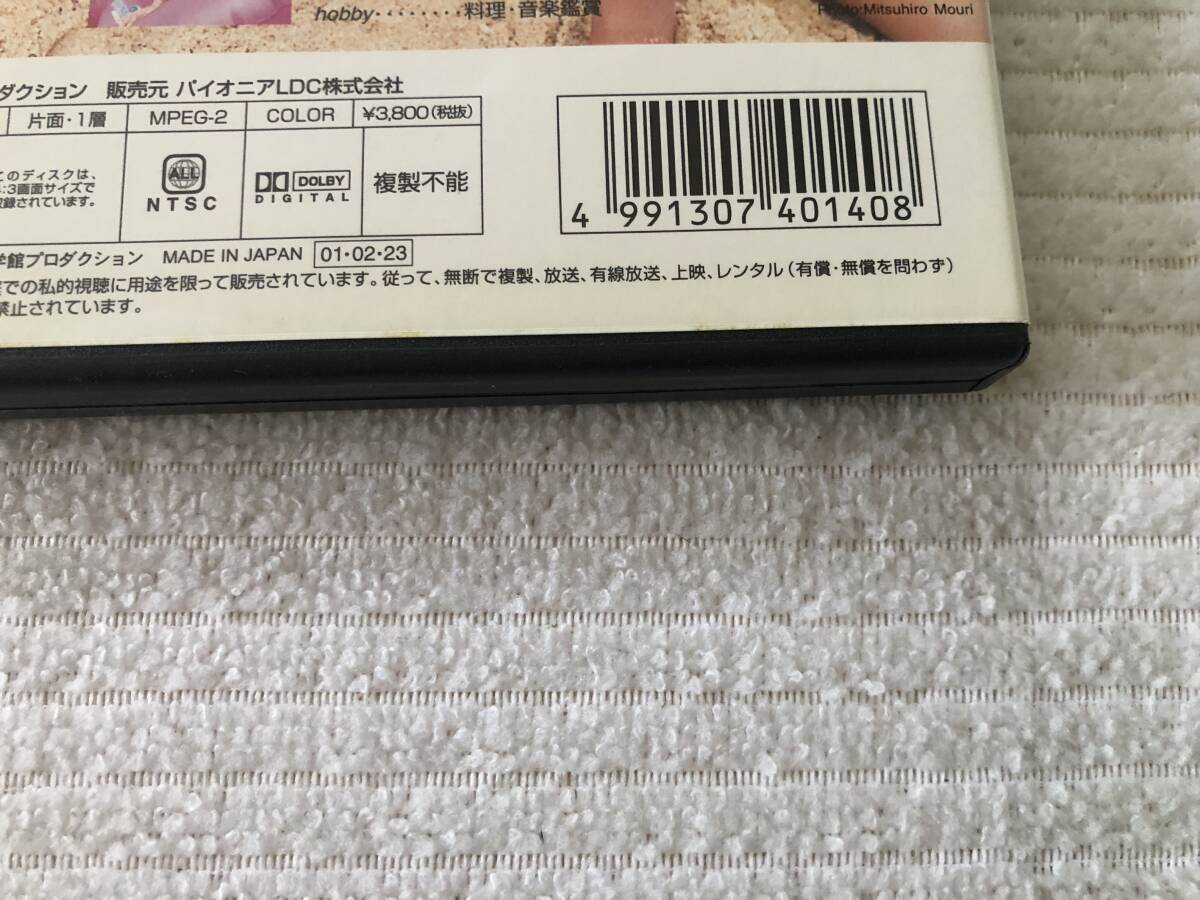 hobby········料理·音楽鑑賞
Photo:Mitsuhiro Mouri
ダクション 販売元 パイオニアLDC株式会社
片面·1層 MPEG-2 COLOR ¥3,800(税抜)
このディスクは、
:3画面サイズで
録されています。
ALL
NTSC
DOLBY
DIGITAL
複製不能
4 991307 401408
学館プロダクション MADE IN JAPAN 01·02·23
での私的視聴に用途を限って販売されています。従って、無断で複製、放送、有線放送、上映、レンタル(有償·無償を問わず)
禁止されています。